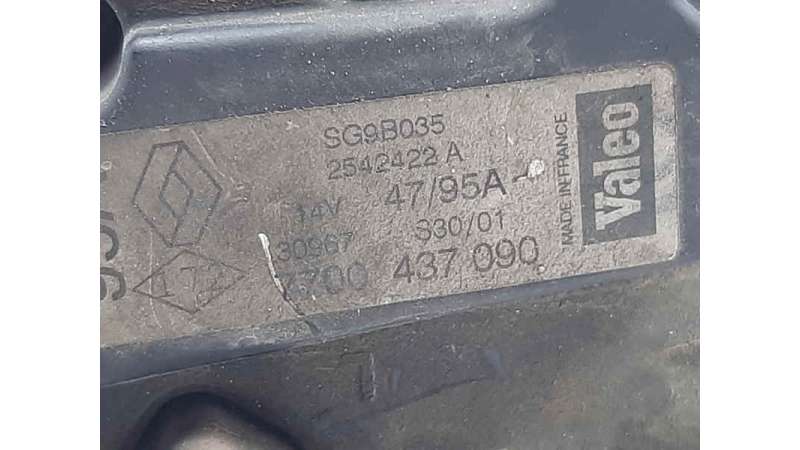 SG9B035
2542422 A
14V 47/95A
30967 S30/01
7700 437 090
MADE IN FRANCE
Valeo